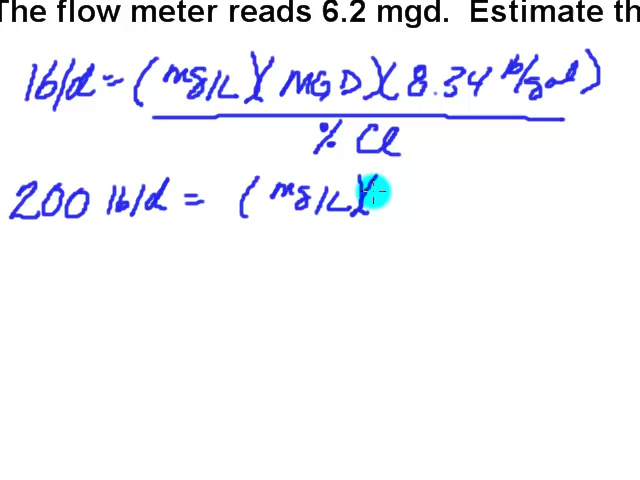 The flow meter reads 6.2 mgd. Estimate th
lb/d = (mg/L)(MGD)(8.34 lb/gal)
% Cl
200 lb/d = (mg/L)(